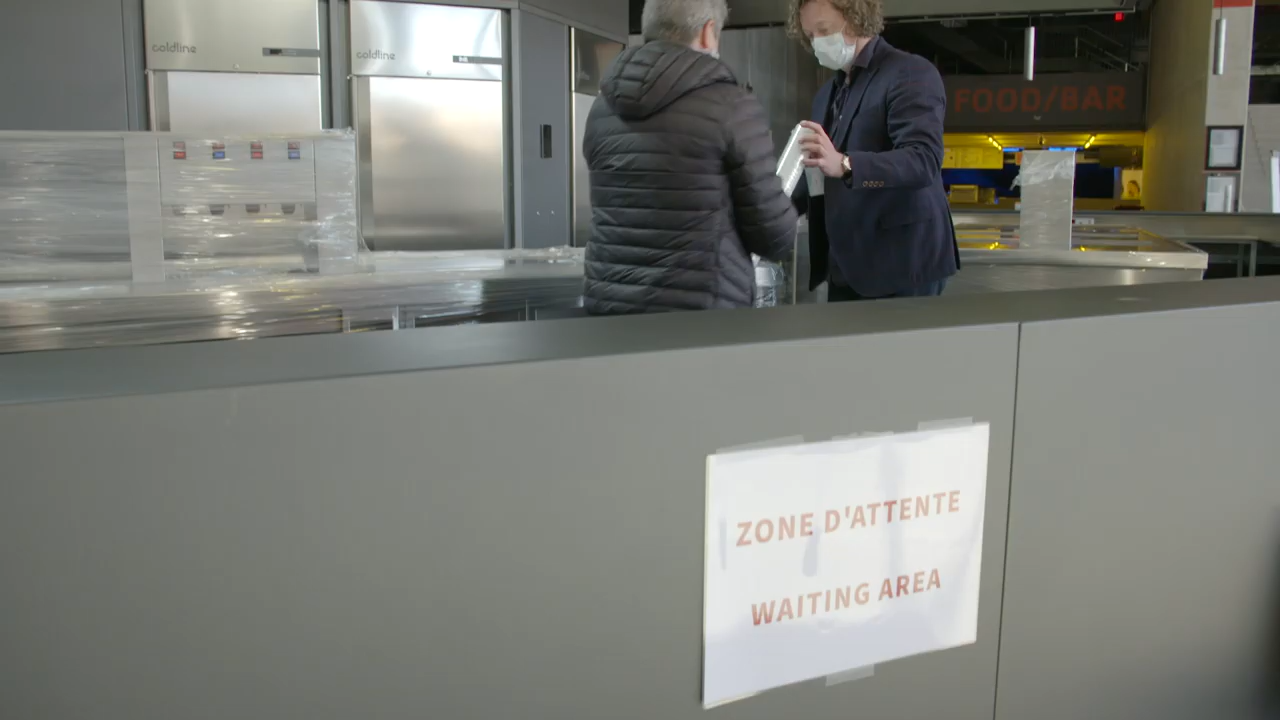 coldline
coldline
FOOD/BAR
ZONE D'ATTENTE
WAITING AREA